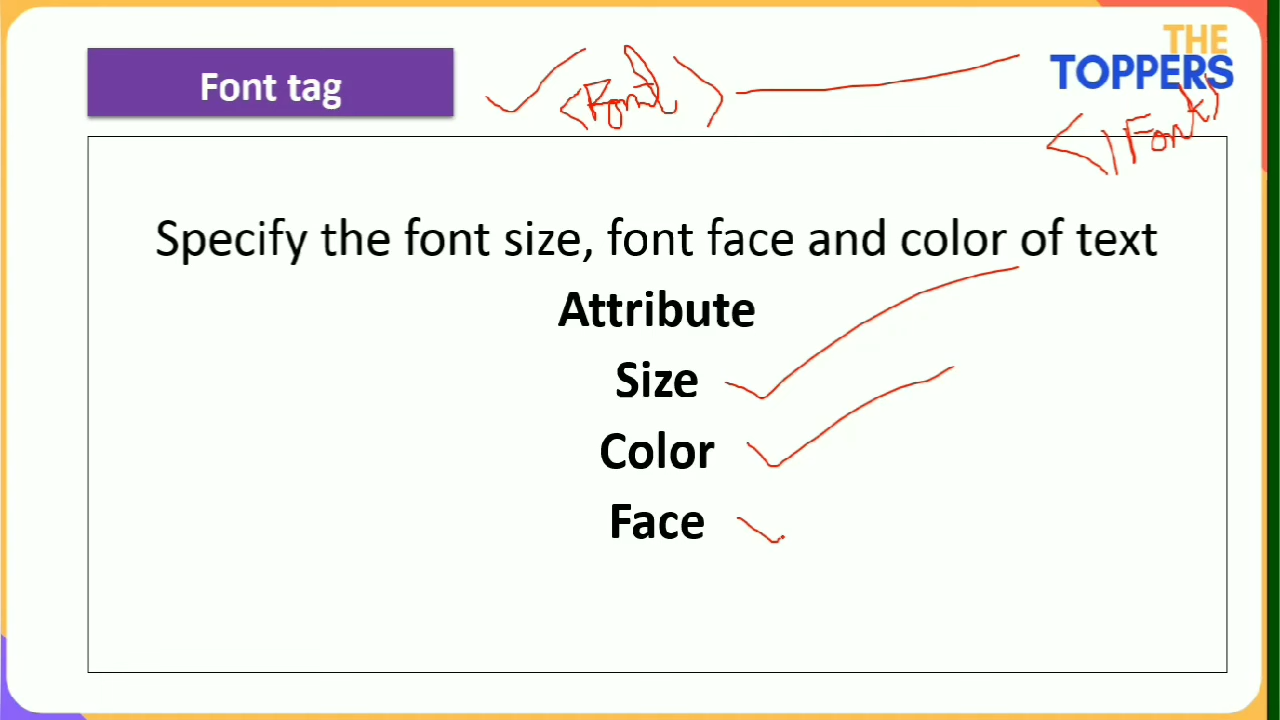 THE
TOPPERS
Font tag
<Font>
</Font>
Specify the font size, font face and color of text
Attribute
Size
Color
Face